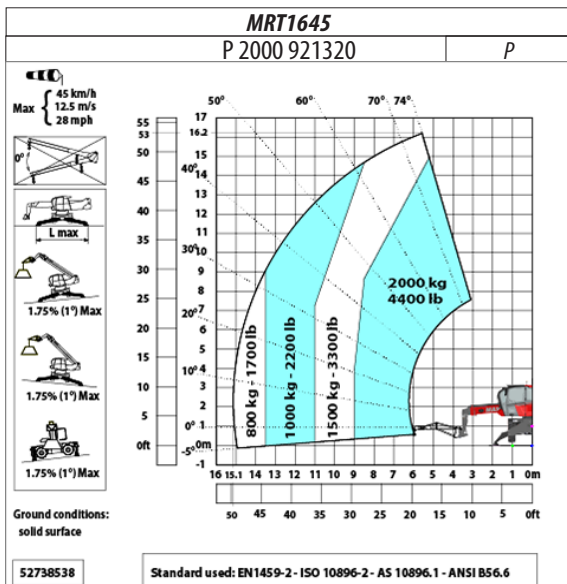 MRT1645
P 2000 921320
P
Max
45 km/h
12.5 m/s
28 mph
0°
L max
1.75% (1°) Max
1.75% (1°) Max
1.75% (1°) Max
Ground conditions:
solid surface
52738538
50° 60° 70° 74°
40°
30°
20°
10°
0°
-5°
55
53
50
45
40
35
30
25
20
15
10
5
0ft
17
16.2
15
14
13
12
11
10
9
8
7
6
5
4
3
2
1
0m
-1
800 kg - 1700 lb
1000 kg - 2200 lb
1500 kg - 3300 lb
2000 kg
4400 lb
16 15.1 14 13 12 11 10 9 8 7 6 5 4 3 2 1 0m
50 45 40 35 30 25 20 15 10 5 0ft
Standard used: EN1459-2 - ISO 10896-2 - AS 10896.1 - ANSI B56.6